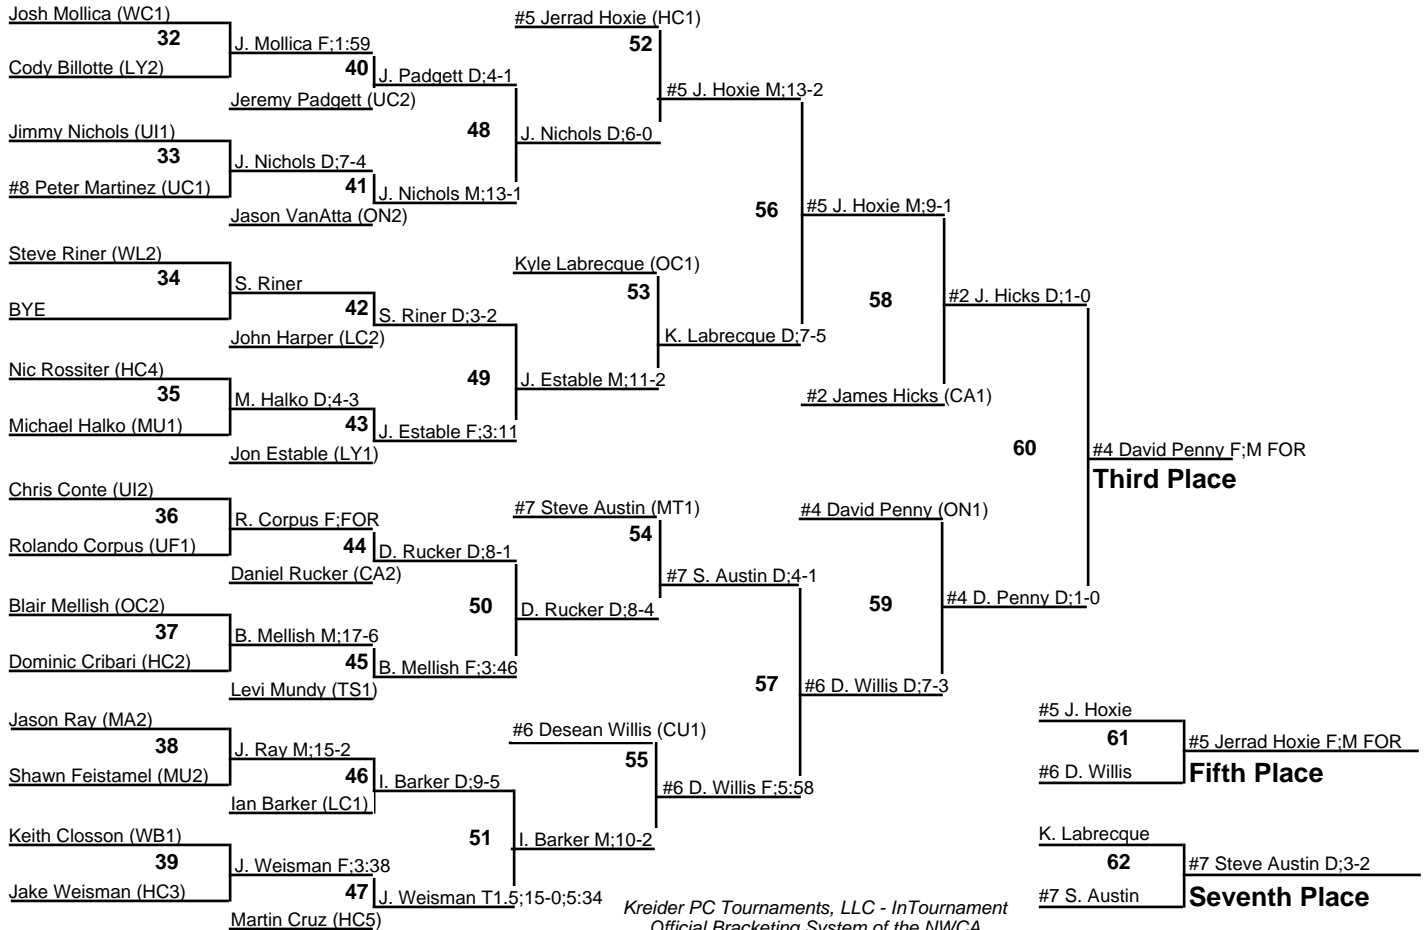 Josh Mollica (WC1)
32
Cody Billotte (LY2)
J. Mollica F;1:59
40
Jeremy Padgett (UC2)
J. Padgett D;4-1
Jimmy Nichols (UI1)
33
#8 Peter Martinez (UC1)
J. Nichols D;7-4
41
Jason VanAtta (ON2)
J. Nichols M;13-1
48
J. Nichols D;6-0
#5 Jerrad Hoxie (HC1)
52
#5 J. Hoxie M;13-2
Steve Riner (WL2)
34
BYE
S. Riner
42
John Harper (LC2)
S. Riner D;3-2
Nic Rossiter (HC4)
35
Michael Halko (MU1)
M. Halko D;4-3
43
Jon Estable (LY1)
J. Estable F;3:11
49
J. Estable M;11-2
Kyle Labrecque (OC1)
53
K. Labrecque D;7-5
56
#5 J. Hoxie M;9-1
58
#2 James Hicks (CA1)
#2 J. Hicks D;1-0
Chris Conte (UI2)
36
Rolando Corpus (UF1)
R. Corpus F;FOR
44
Daniel Rucker (CA2)
D. Rucker D;8-1
Blair Mellish (OC2)
37
Dominic Cribari (HC2)
B. Mellish M;17-6
45
Levi Mundy (TS1)
B. Mellish F;3:46
50
D. Rucker D;8-4
#7 Steve Austin (MT1)
54
#7 S. Austin D;4-1
Jason Ray (MA2)
38
Shawn Feistamel (MU2)
J. Ray M;15-2
46
Ian Barker (LC1)
I. Barker D;9-5
Keith Closson (WB1)
39
Jake Weisman (HC3)
J. Weisman F;3:38
47
Martin Cruz (HC5)
J. Weisman T1.5;15-0;5:34
51
I. Barker M;10-2
#6 Desean Willis (CU1)
55
#6 D. Willis F;5:58
57
#6 D. Willis D;7-3
#4 David Penny (ON1)
59
#4 D. Penny D;1-0
60
#4 David Penny F;M FOR
Third Place
#5 J. Hoxie
61
#6 D. Willis
#5 Jerrad Hoxie F;M FOR
Fifth Place
K. Labrecque
62
#7 S. Austin
#7 Steve Austin D;3-2
Seventh Place
Kreider PC Tournaments, LLC - InTournament
Official Bracketing System of the NWCA